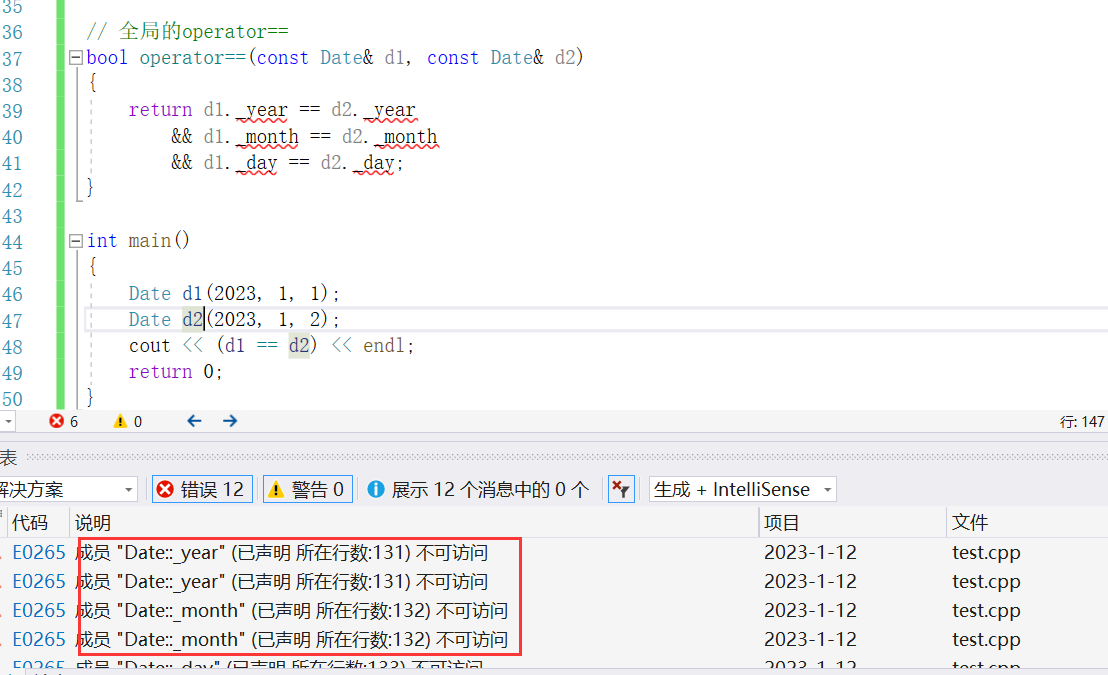 35
36 // 全局的operator==
37 bool operator==(const Date& d1, const Date& d2)
38 {
39 return d1._year == d2._year
40 && d1._month == d2._month
41 && d1._day == d2._day;
42 }
43
44 int main()
45 {
46 Date d1(2023, 1, 1);
47 Date d2(2023, 1, 2);
48 cout << (d1 == d2) << endl;
49 return 0;
50 }
6 0 行: 147
表
解决方案 错误 12 警告 0 展示 12 个消息中的 0 个 生成 + IntelliSense
代码 说明 项目 文件
E0265 成员 "Date::_year" (已声明 所在行数:131) 不可访问 2023-1-12 test.cpp
E0265 成员 "Date::_year" (已声明 所在行数:131) 不可访问 2023-1-12 test.cpp
E0265 成员 "Date::_month" (已声明 所在行数:132) 不可访问 2023-1-12 test.cpp
E0265 成员 "Date::_month" (已声明 所在行数:132) 不可访问 2023-1-12 test.cpp
E0265 成员 "Date::_day" (已声明 所在行数:133) 不可访问 2023-1-12 test.cpp